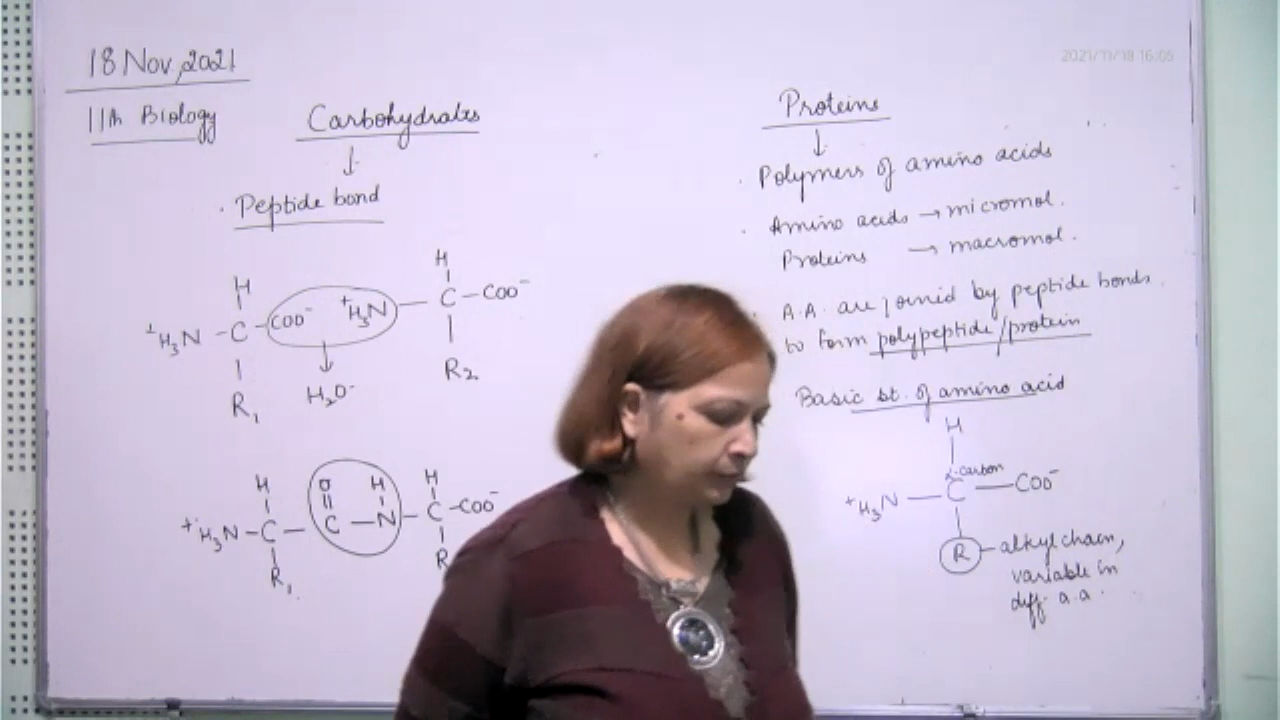 18 Nov, 2021
2021/11/18 16:05
11th Biology
Carbohydrates
↓
Peptide bond
H
⁺H₃N - C - COO⁻
R₁
H
⁺H₃N — C - COO⁻
R₂
↓
H₂O
H
⁺H₃N - C —
R₁
O H
C — N -
H
C - COO⁻
R
Proteins
↓
Polymers of amino acids
Amino acids → micromol.
Proteins → macromol.
A.A. are joined by peptide bonds.
to form polypeptide/protein
Basic st. of amino acid
H
α-carbon
⁺H₃N — C — COO⁻
R - alkyl chain,
variable in
diff. a.a.